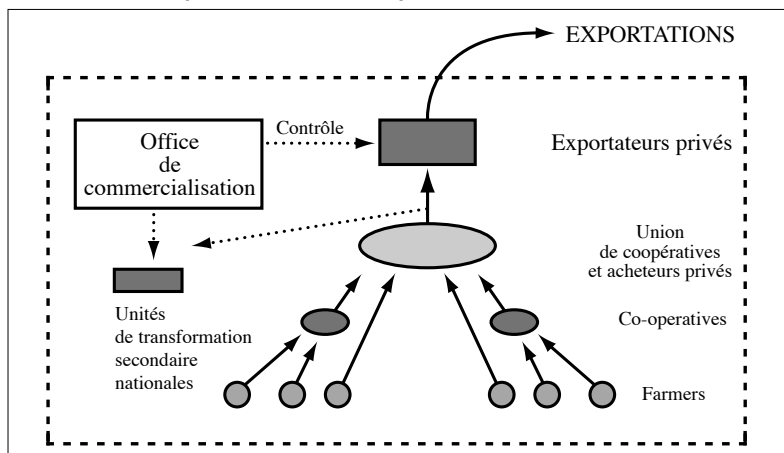 EXPORTATIONS
Office
de
commercialisation
Contrôle
Exportateurs privés
Union
de coopératives
et acheteurs privés
Unités
de transformation
secondaire
nationales
Co-operatives
Farmers